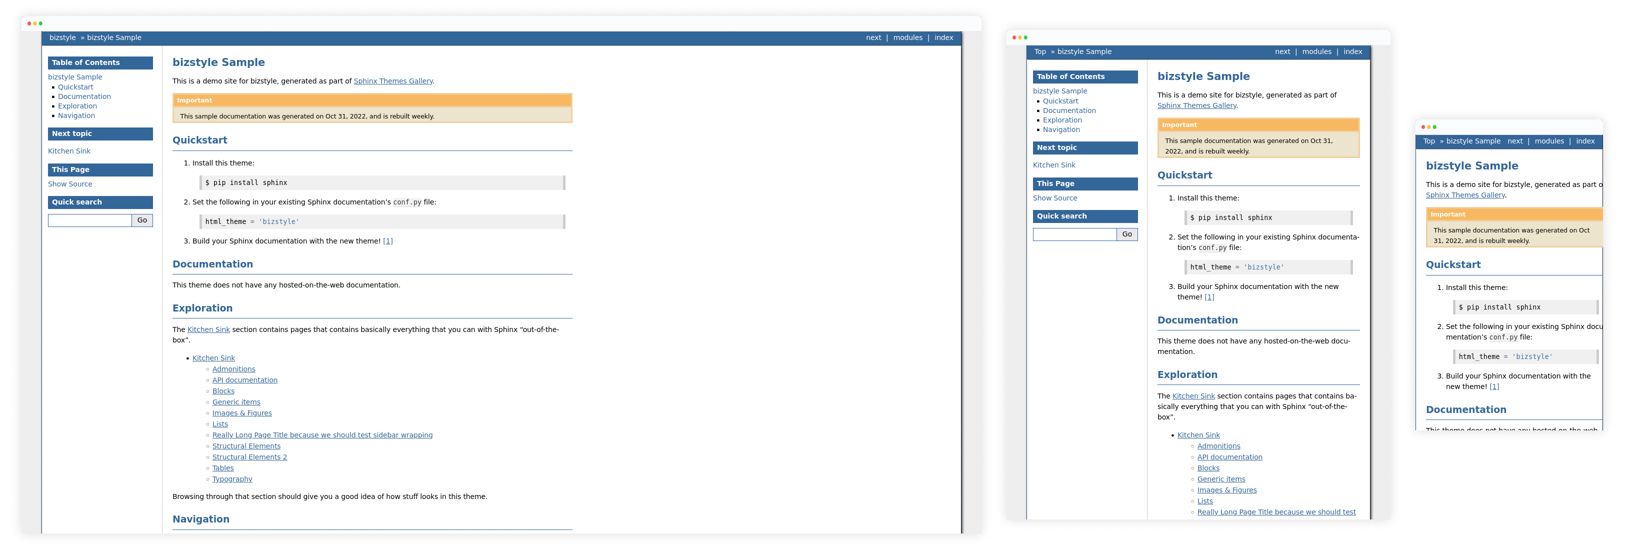 bizstyle » bizstyle Sample next | modules | index
Table of Contents
bizstyle Sample
Quickstart
Documentation
Exploration
Navigation
Next topic
Kitchen Sink
This Page
Show Source
Quick search
Go
bizstyle Sample
This is a demo site for bizstyle, generated as part of Sphinx Themes Gallery.
Important
This sample documentation was generated on Oct 31, 2022, and is rebuilt weekly.
Quickstart
1. Install this theme:
$ pip install sphinx
2. Set the following in your existing Sphinx documentation’s conf.py file:
html_theme = 'bizstyle'
3. Build your Sphinx documentation with the new theme! [1]
Documentation
This theme does not have any hosted-on-the-web documentation.
Exploration
The Kitchen Sink section contains pages that contains basically everything that you can with Sphinx “out-of-the-
box”.
Kitchen Sink
Admonitions
API documentation
Blocks
Generic items
Images & Figures
Lists
Really Long Page Title because we should test sidebar wrapping
Structural Elements
Structural Elements 2
Tables
Typography
Browsing through that section should give you a good idea of how stuff looks in this theme.
Navigation
Top » bizstyle Sample next | modules | index
Table of Contents
bizstyle Sample
Quickstart
Documentation
Exploration
Navigation
Next topic
Kitchen Sink
This Page
Show Source
Quick search
Go
bizstyle Sample
This is a demo site for bizstyle, generated as part of
Sphinx Themes Gallery.
Important
This sample documentation was generated on Oct 31,
2022, and is rebuilt weekly.
Quickstart
1. Install this theme:
$ pip install sphinx
2. Set the following in your existing Sphinx documenta-
tion’s conf.py file:
html_theme = 'bizstyle'
3. Build your Sphinx documentation with the new
theme! [1]
Documentation
This theme does not have any hosted-on-the-web docu-
mentation.
Exploration
The Kitchen Sink section contains pages that contains ba-
sically everything that you can with Sphinx “out-of-the-
box”.
Kitchen Sink
Admonitions
API documentation
Blocks
Generic items
Images & Figures
Lists
Really Long Page Title because we should test
Top » bizstyle Sample next | modules | index
bizstyle Sample
This is a demo site for bizstyle, generated as part o
Sphinx Themes Gallery.
Important
This sample documentation was generated on Oct
31, 2022, and is rebuilt weekly.
Quickstart
1. Install this theme:
$ pip install sphinx
2. Set the following in your existing Sphinx docu
mentation’s conf.py file:
html_theme = 'bizstyle'
3. Build your Sphinx documentation with the
new theme! [1]
Documentation
This theme does not have any hosted-on-the-web